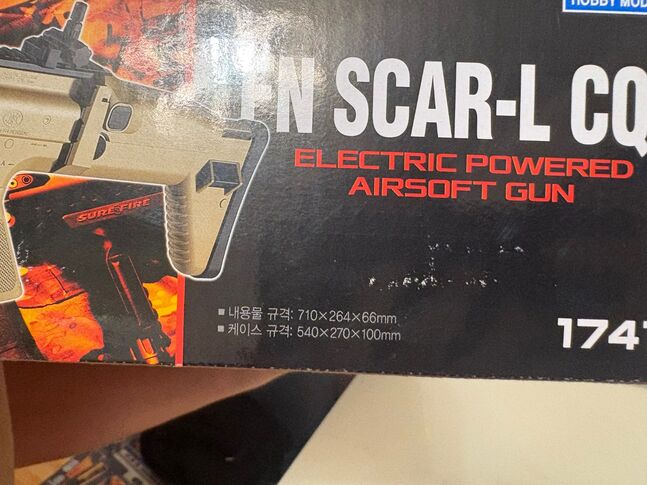 HOBBY MOD
FN SCAR-L CQ
ELECTRIC POWERED
AIRSOFT GUN
SUREFIRE
■ 내용물 규격: 710×264×66mm
■ 케이스 규격: 540×270×100mm
1741